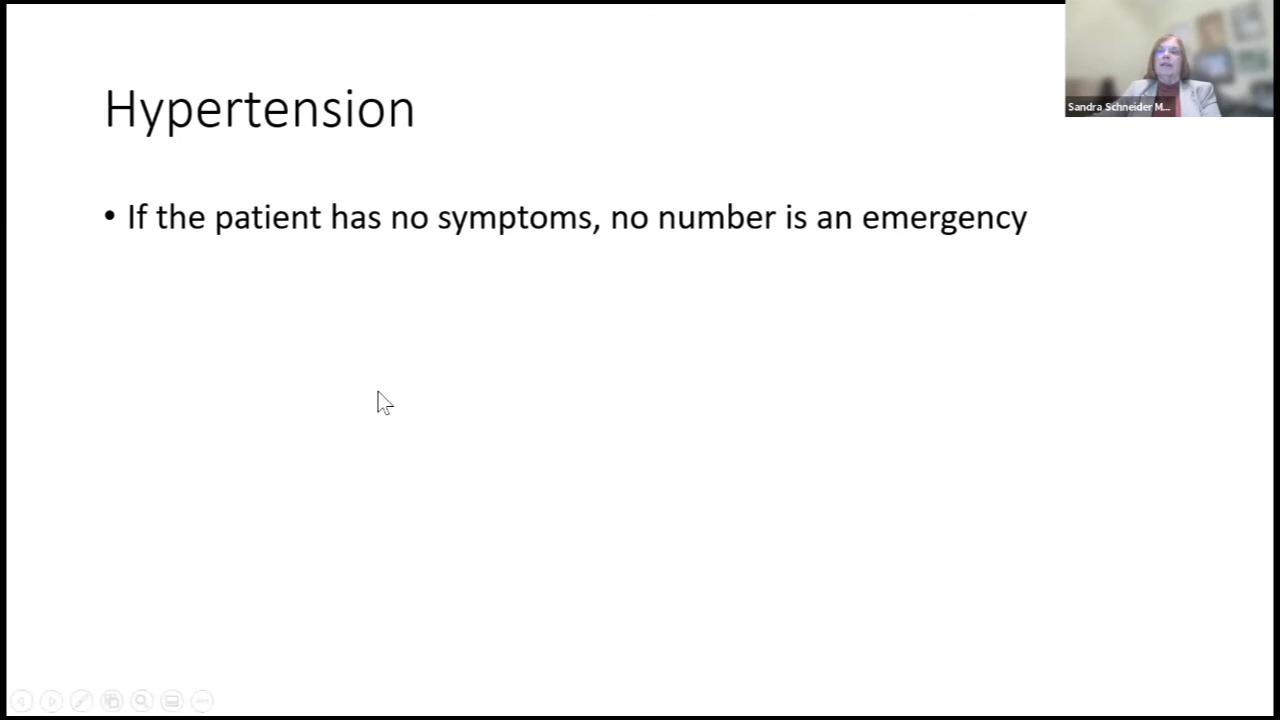 Hypertension
Sandra Schneider M...
• If the patient has no symptoms, no number is an emergency